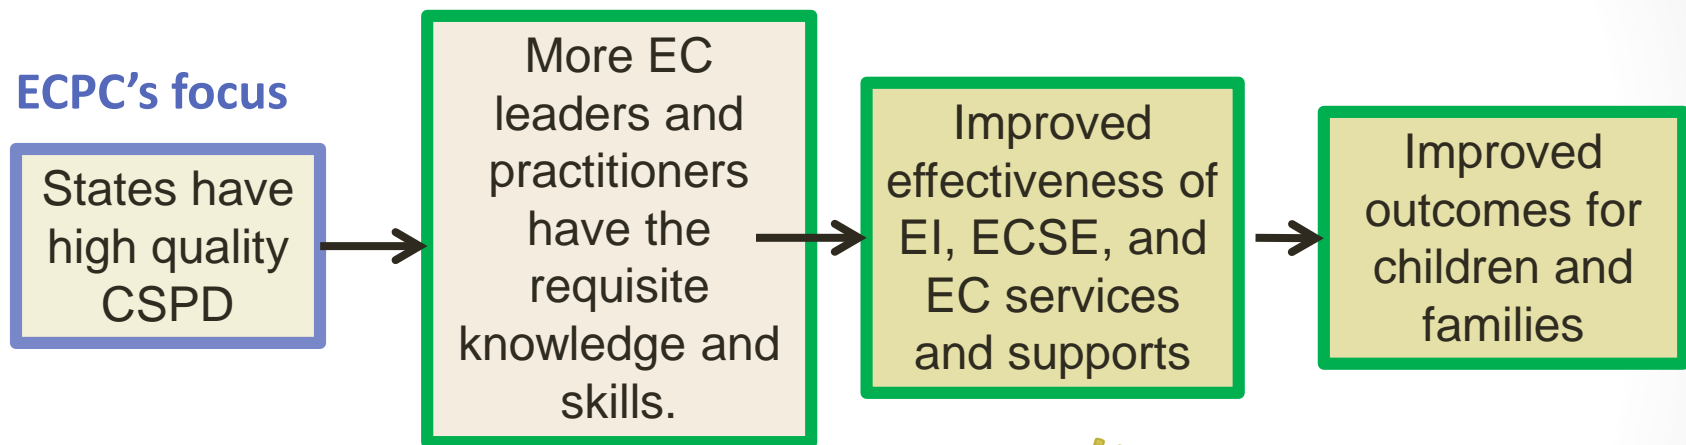 ECPC’s focus
States have
high quality
CSPD
More EC
leaders and
practitioners
have the
requisite
knowledge and
skills.
Improved
effectiveness of
EI, ECSE, and
EC services
and supports
Improved
outcomes for
children and
families